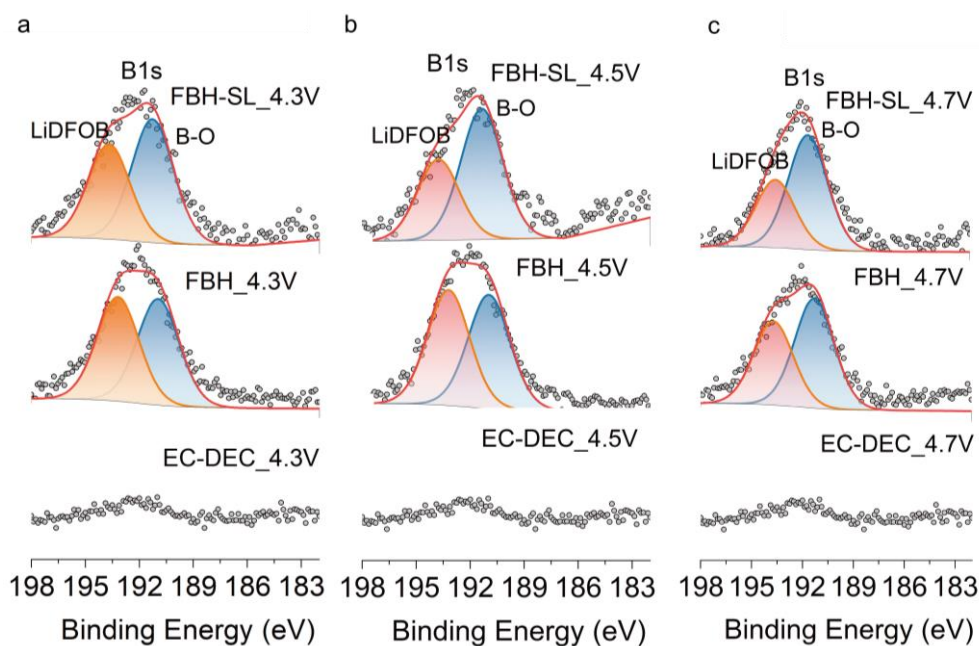 a
B1s
FBH-SL_4.3V
LiDFOB
B-O
FBH_4.3V
EC-DEC_4.3V
198 195 192 189 186 183
Binding Energy (eV)
b
B1s
FBH-SL_4.5V
LiDFOB
B-O
FBH_4.5V
EC-DEC_4.5V
198 195 192 189 186 183
Binding Energy (eV)
c
B1s
FBH-SL_4.7V
B-O
LiDFOB
FBH_4.7V
EC-DEC_4.7V
198 195 192 189 186 183
Binding Energy (eV)